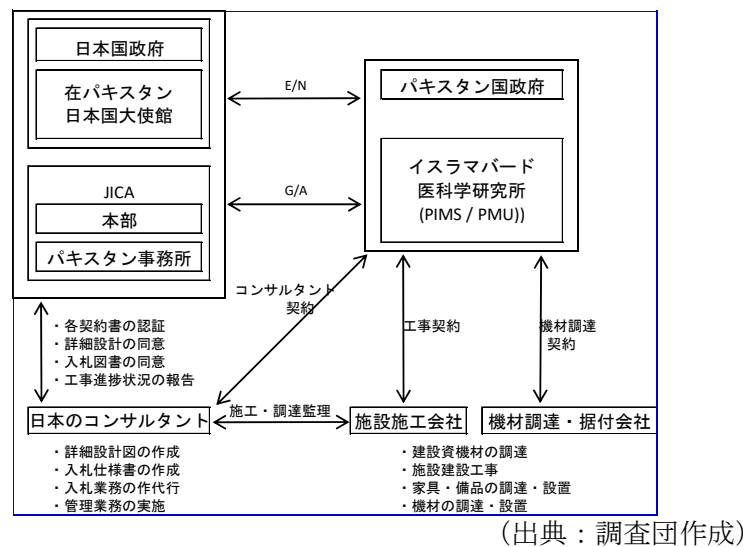 日本国政府
在パキスタン
日本国大使館
E/N
パキスタン国政府
JICA
本部
パキスタン事務所
G/A
イスラマバード
医科学研究所
(PIMS / PMU))
コンサルタント
契約
工事契約
機材調達
契約
・各契約書の認証
・詳細設計の同意
・入札図書の同意
・工事進捗状況の報告
日本のコンサルタント
施工・調達監理
施設施工会社
機材調達・据付会社
・詳細設計図の作成
・入札仕様書の作成
・入札業務の作代行
・管理業務の実施
・建設資機材の調達
・施設建設工事
・家具・備品の調達・設置
・機材の調達・設置
(出典：調査団作成)